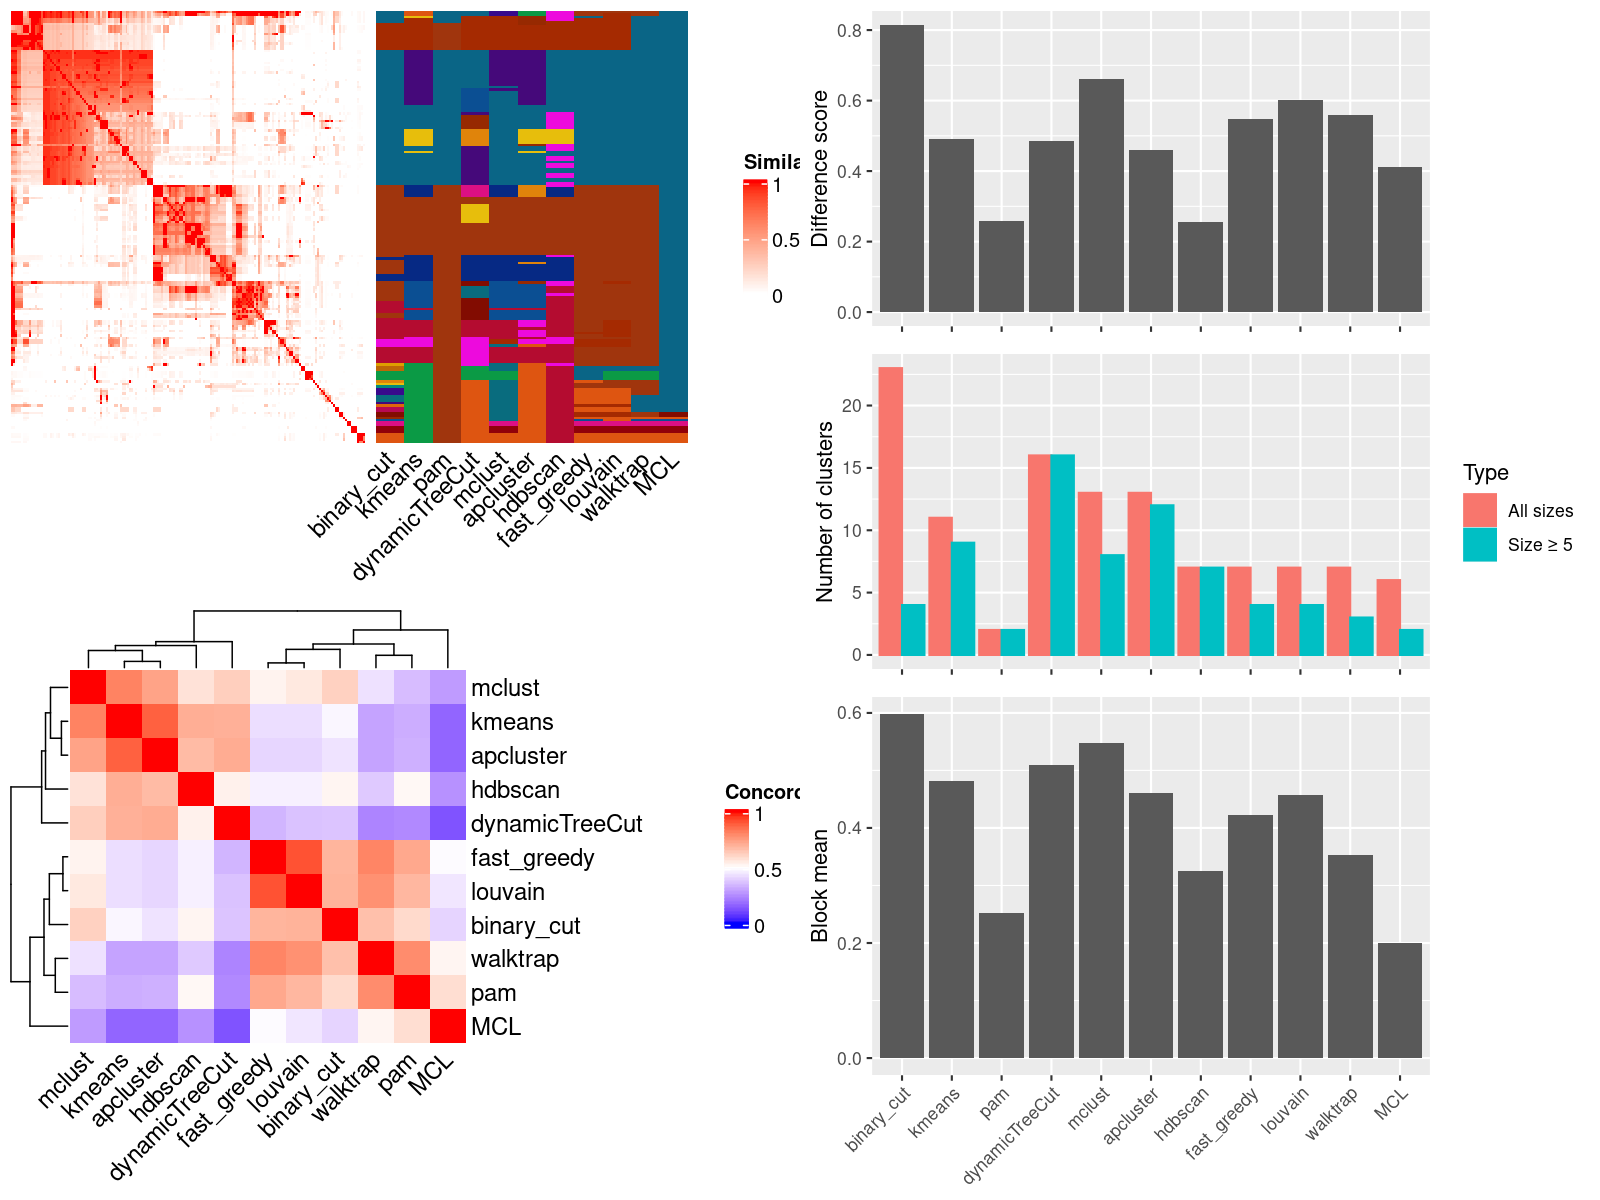 Simila
1
0.5
0
binary_cut
kmeans
pam
dynamicTreeCut
mclust
apcluster
hdbscan
fast_greedy
louvain
walktrap
MCL
mclust
kmeans
apcluster
hdbscan
dynamicTreeCut
fast_greedy
louvain
binary_cut
walktrap
pam
MCL
mclust
kmeans
apcluster
hdbscan
dynamicTreeCut
fast_greedy
louvain
binary_cut
walktrap
pam
MCL
Concord
1
0.5
0
Difference score
0.8
0.6
0.4
0.2
0.0
Number of clusters
20
15
10
5
0
Type
All sizes
Size ≥ 5
Block mean
0.6
0.4
0.2
0.0
binary_cut
kmeans
pam
dynamicTreeCut
mclust
apcluster
hdbscan
fast_greedy
louvain
walktrap
MCL